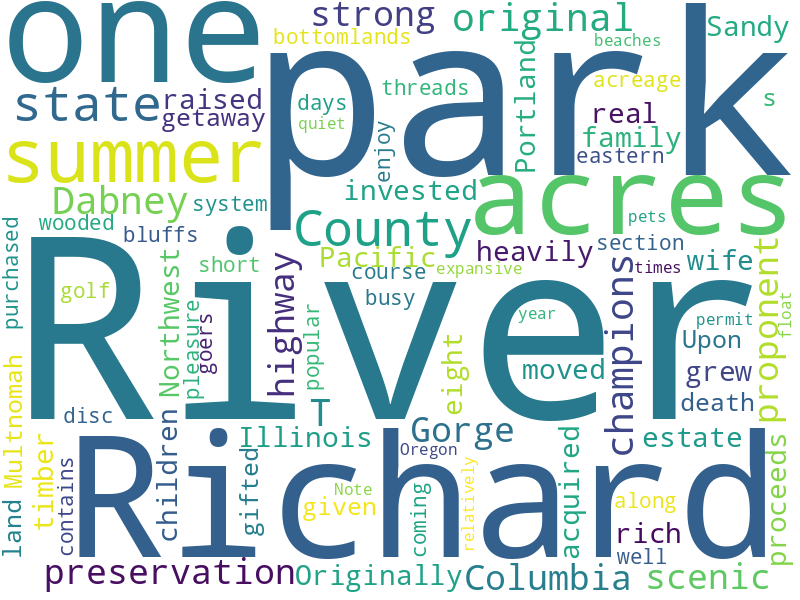 one
park
strong
original
Sandy
bottomlands
beaches
state
raised
getaway
days
quiet
threads
Portland
acreage
real
s
summer
enjoy
family
eastern
acres
Dabney
system
invested
pets
wooded
bluffs
County
Pacific
heavily
section
wife
purchased
golf
short
course
expansive
times
River
Northwest
pleasure
goers
highway
busy
popular
year
permit
float
Upon
champions
proponent
moved
grew
eight
death
disc
T
Gorge
Multnomah
Illinois
Oregon
estate
land
timber
contains
Richard
children
gifted
given
Note
coming
relatively
acquired
along
rich
well
proceeds
preservation
Originally
Columbia
scenic